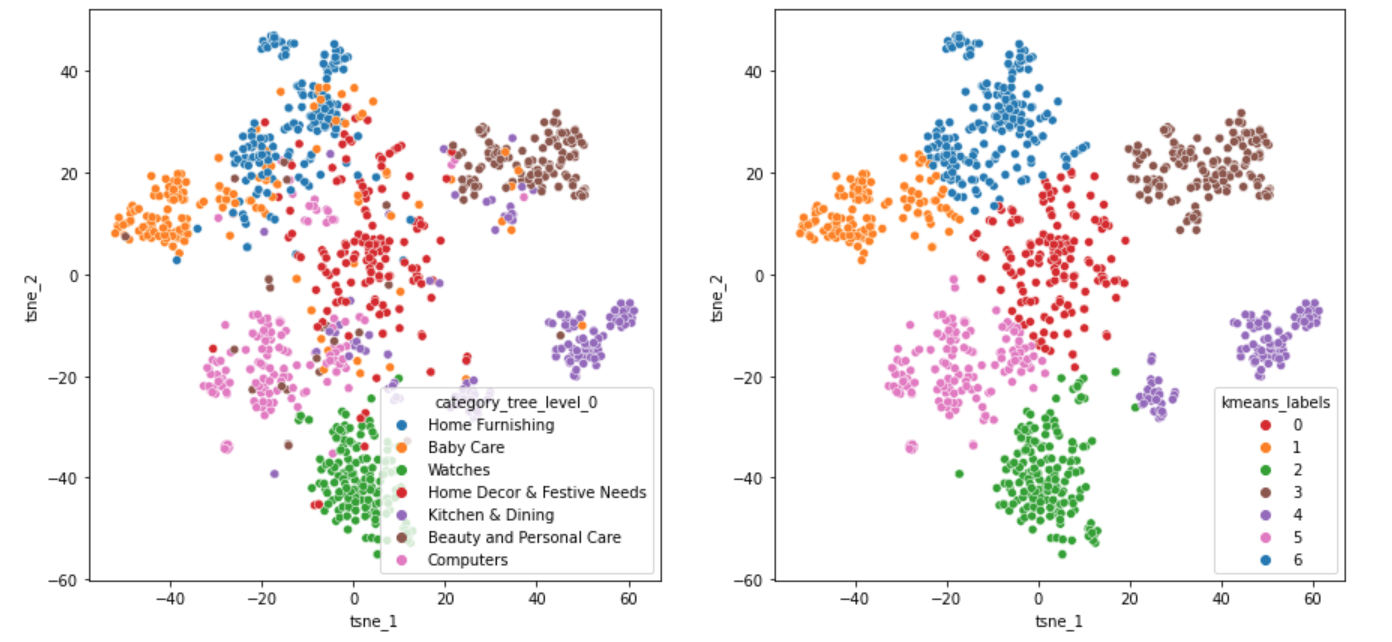 40
20
0
−20
−40
−60
tsne_2
−40
−20
0
20
40
60
tsne_1
category_tree_level_0
Home Furnishing
Baby Care
Watches
Home Decor & Festive Needs
Kitchen & Dining
Beauty and Personal Care
Computers
40
20
0
−20
−40
−60
tsne_2
−40
−20
0
20
40
60
tsne_1
kmeans_labels
0
1
2
3
4
5
6